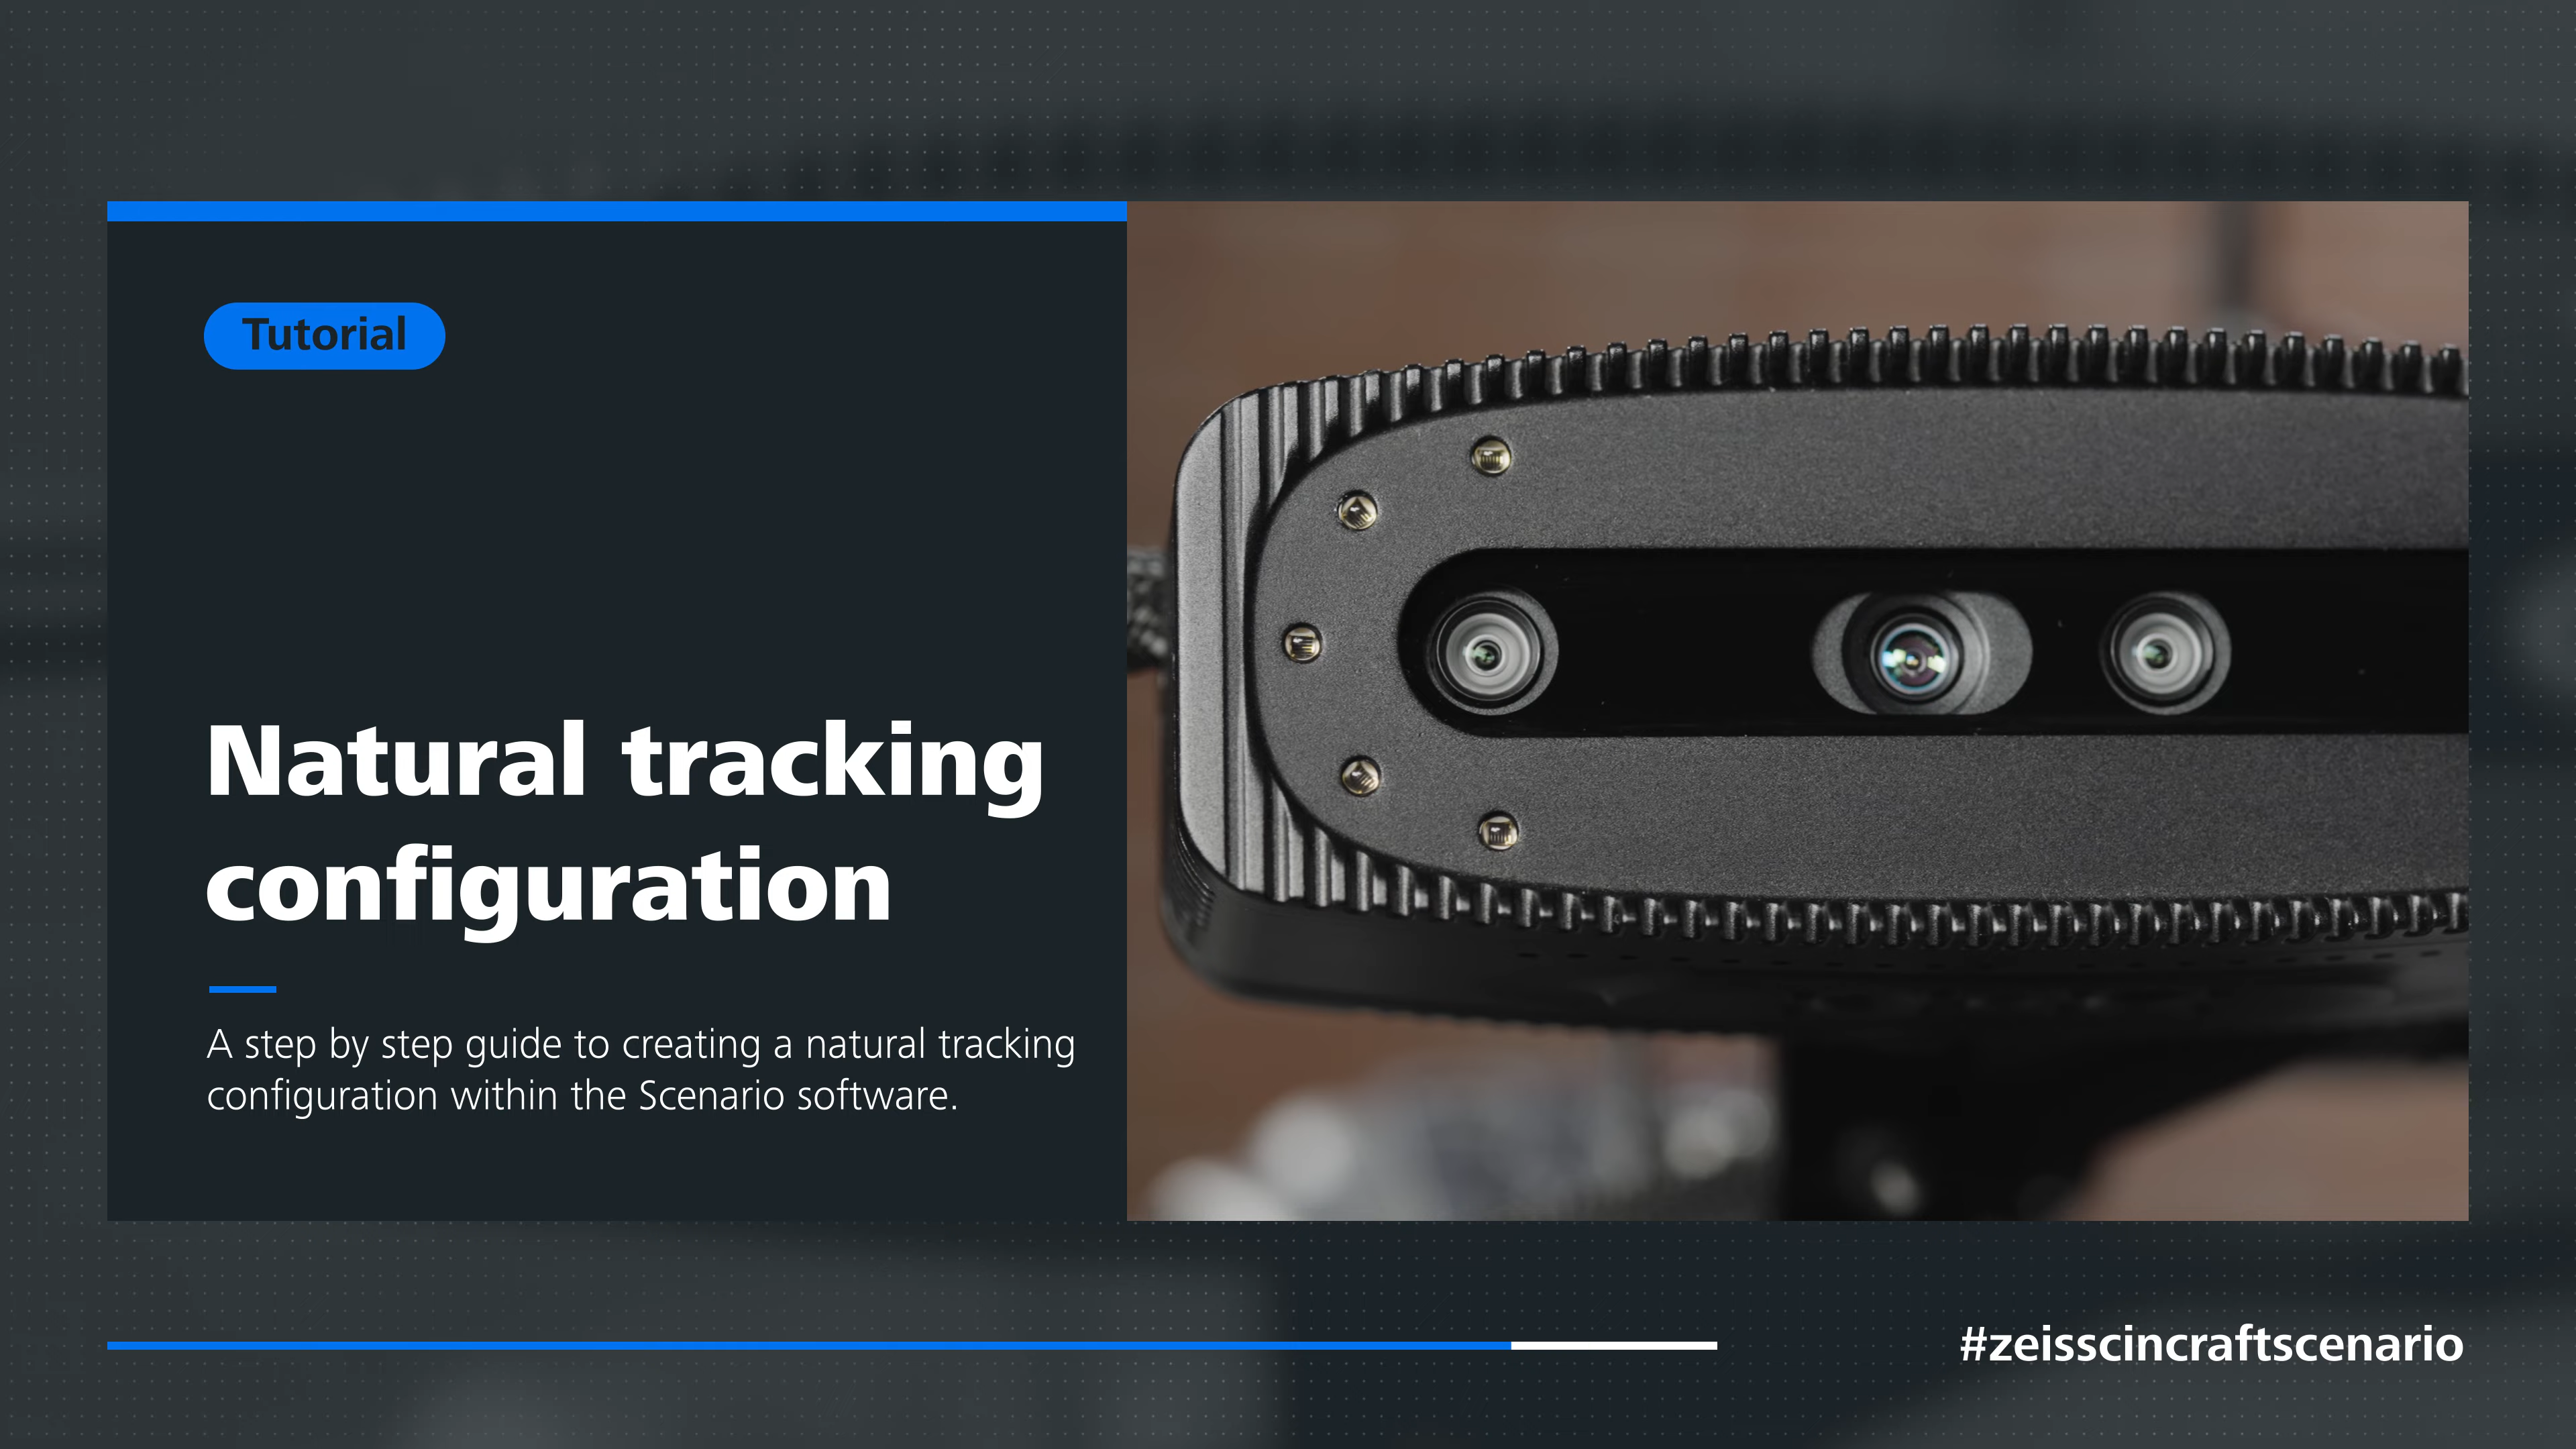 Tutorial
Natural tracking
configuration
A step by step guide to creating a natural tracking
configuration within the Scenario software.
#zeisscincraftscenario